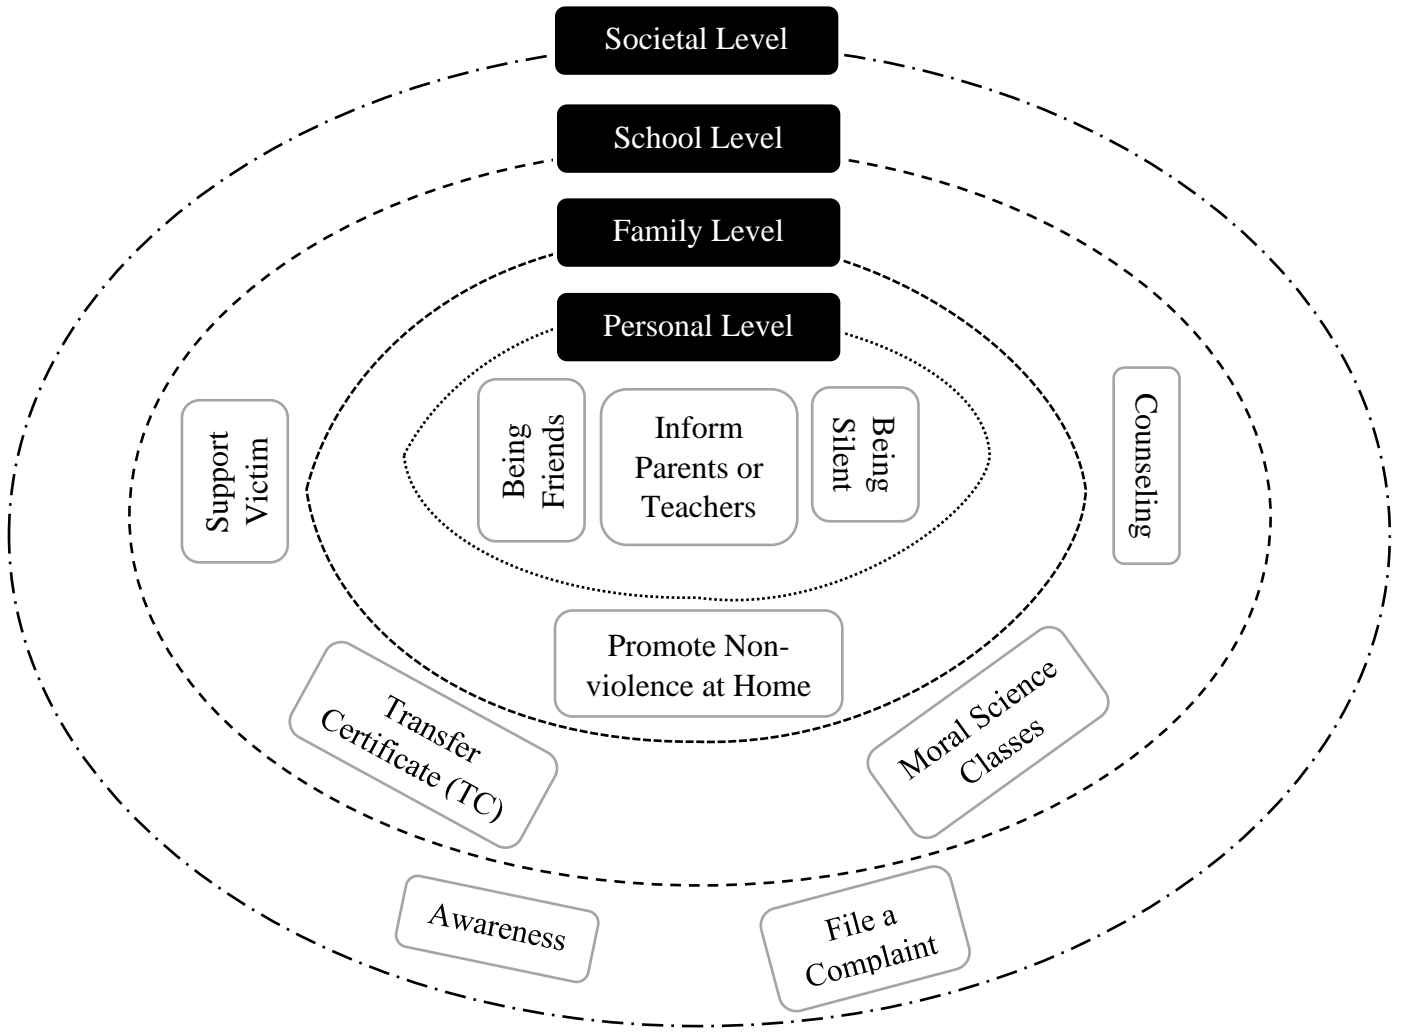 Societal Level
School Level
Family Level
Personal Level
Being
Friends
Inform
Parents or
Teachers
Being
Silent
Support
Victim
Counseling
Promote Non-
violence at Home
Transfer
Certificate (TC)
Moral Science
Classes
Awareness
File a
Complaint